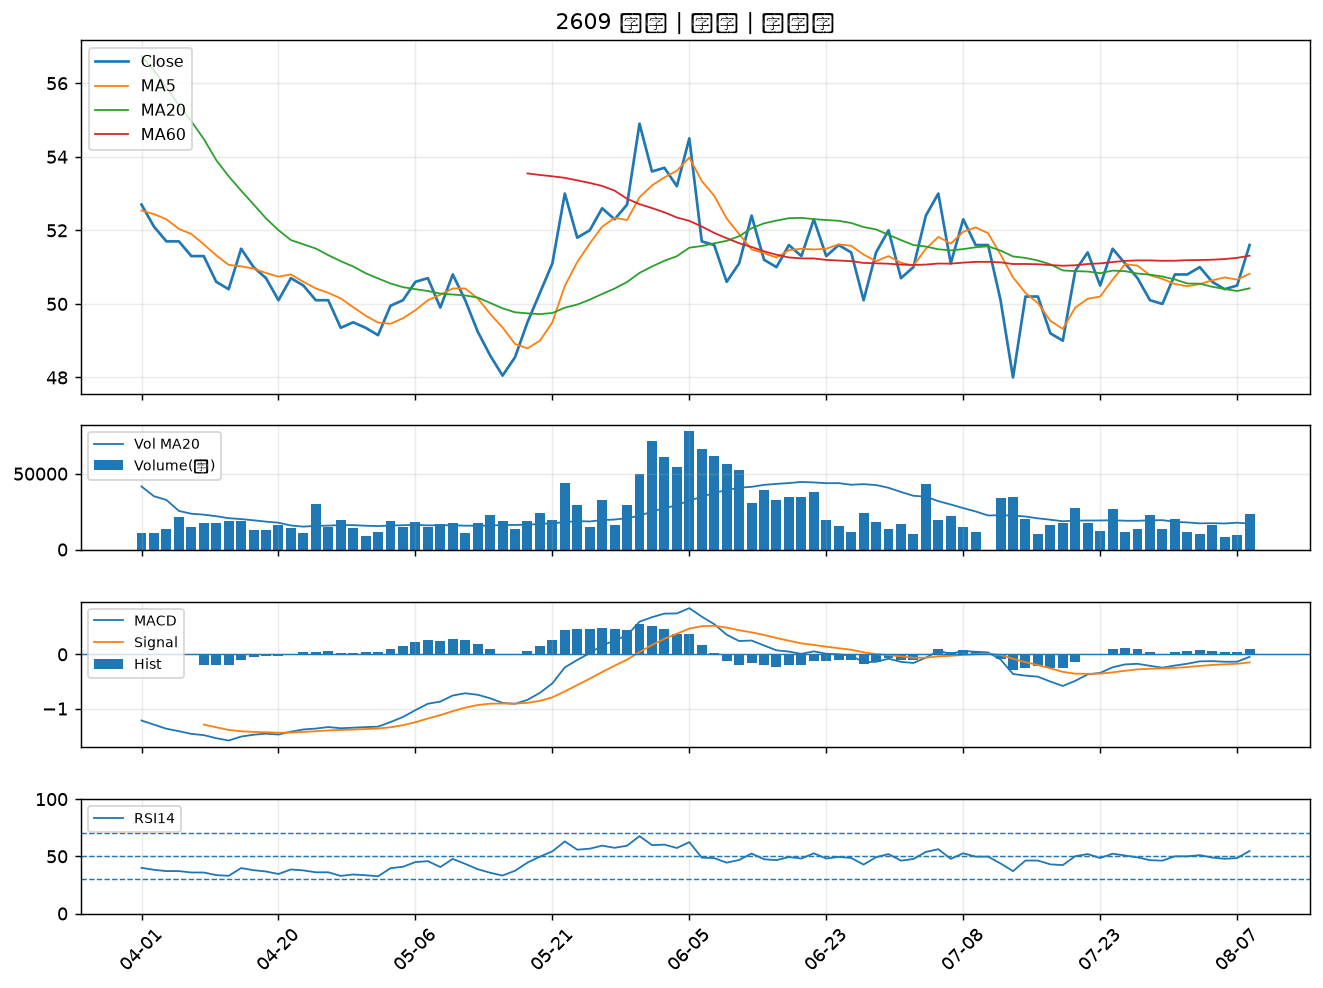 2609 | |
Close
MA5
MA20
MA60
56
54
52
50
48
Vol MA20
Volume()
50000
0
MACD
Signal
Hist
0
−1
RSI14
100
50
0
04-01 04-20 05-06 05-21 06-05 06-23 07-08 07-23 08-07